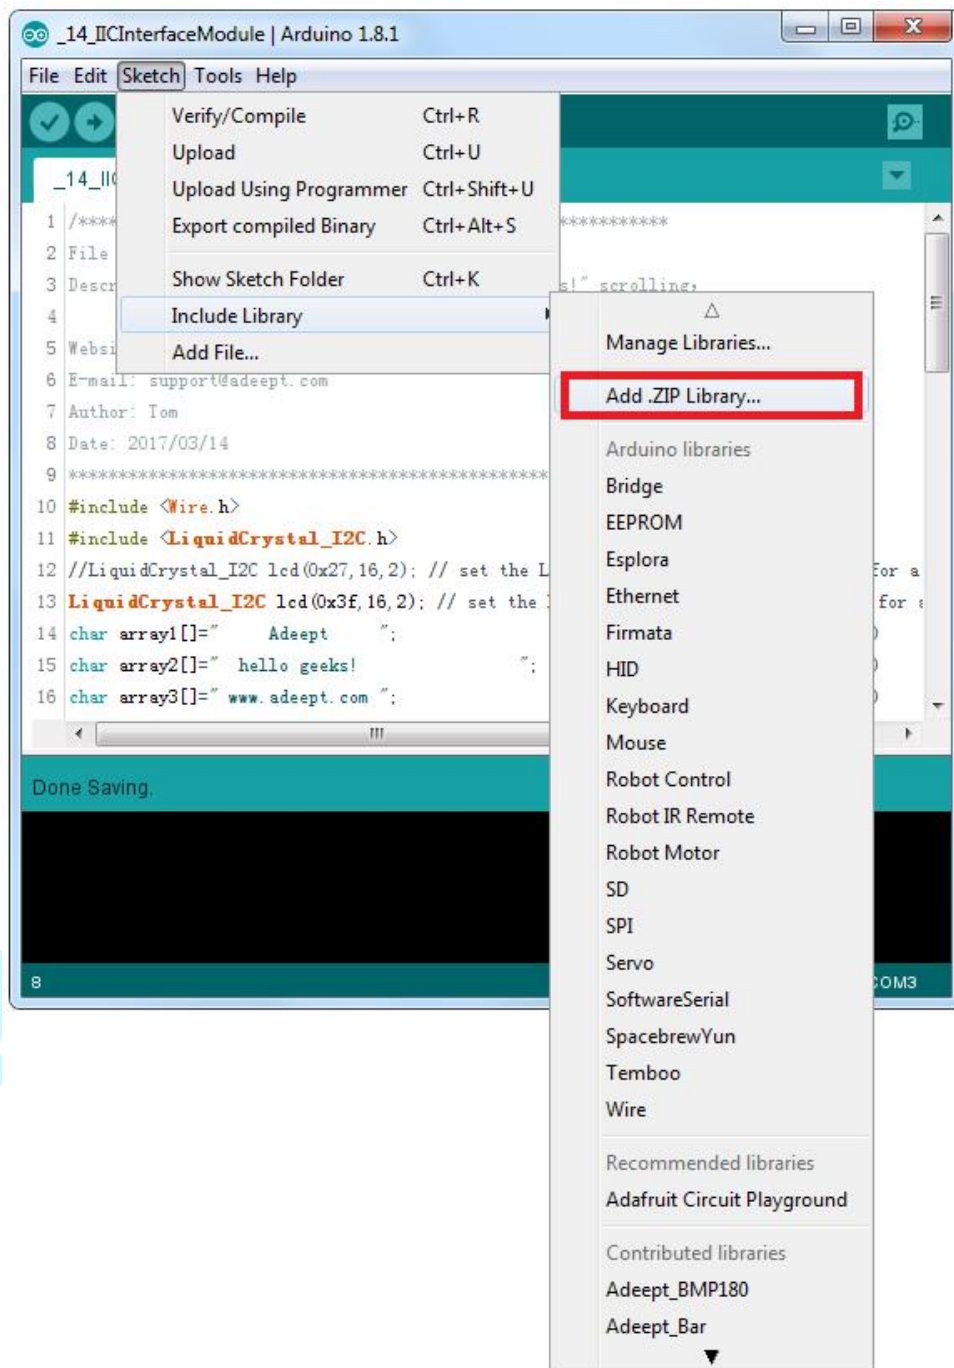 _14_IICInterfaceModule | Arduino 1.8.1
File Edit Sketch Tools Help
Verify/Compile Ctrl+R
Upload Ctrl+U
Upload Using Programmer Ctrl+Shift+U
Export compiled Binary Ctrl+Alt+S
Show Sketch Folder Ctrl+K
Include Library
Add File...
Manage Libraries...
Add .ZIP Library...
Arduino libraries
Bridge
EEPROM
Esplora
Ethernet
Firmata
HID
Keyboard
Mouse
Robot Control
Robot IR Remote
Robot Motor
SD
SPI
Servo
SoftwareSerial
SpacebrewYun
Temboo
Wire
Recommended libraries
Adafruit Circuit Playground
Contributed libraries
Adeept_BMP180
Adeept_Bar
_14_IIC
1 /**** ***********
2 File
3 Descr s!" scrolling,
4
5 Websi
6 E-mail: support@adeept.com
7 Author: Tom
8 Date: 2017/03/14
9 *************************************************
10 #include <Wire.h>
11 #include <LiquidCrystal_I2C.h>
12 //LiquidCrystal_I2C lcd(0x27,16,2); // set the L for a
13 LiquidCrystal_I2C lcd(0x3f,16,2); // set the for
14 char array1[]=" Adeept ";
15 char array2[]=" hello geeks! ";
16 char array3[]=" www.adeept.com ";
Done Saving.
8 COM3